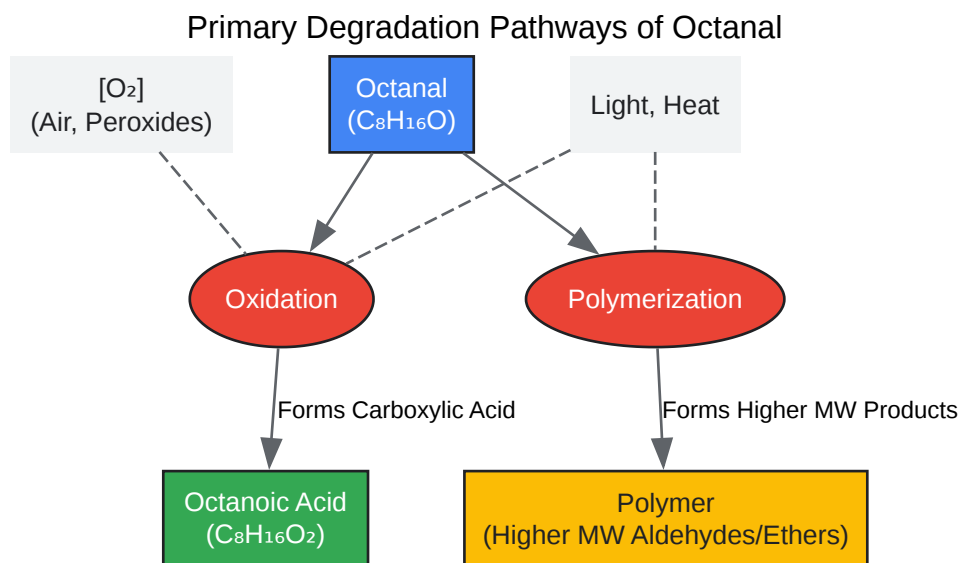 Primary Degradation Pathways of Octanal
[O₂]
(Air, Peroxides)
Octanal
(C₈H₁₆O)
Light, Heat
Oxidation
Polymerization
Forms Carboxylic Acid
Forms Higher MW Products
Octanoic Acid
(C₈H₁₆O₂)
Polymer
(Higher MW Aldehydes/Ethers)